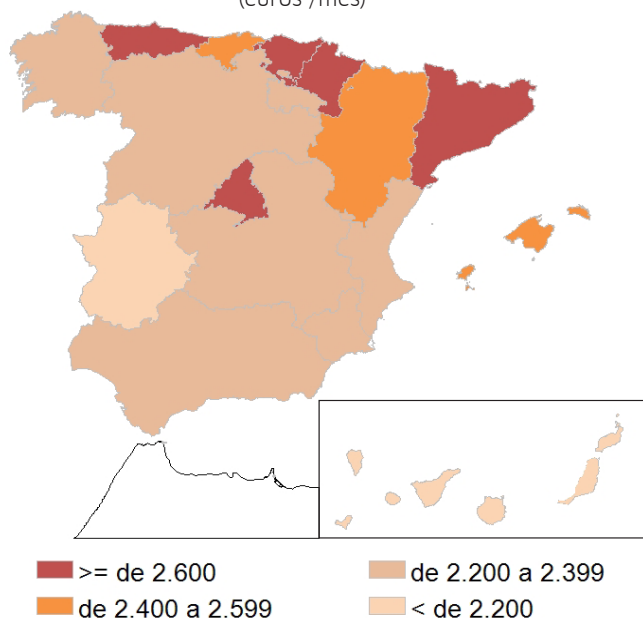 (euros /mes)
>= de 2.600
de 2.200 a 2.399
de 2.400 a 2.599
< de 2.200